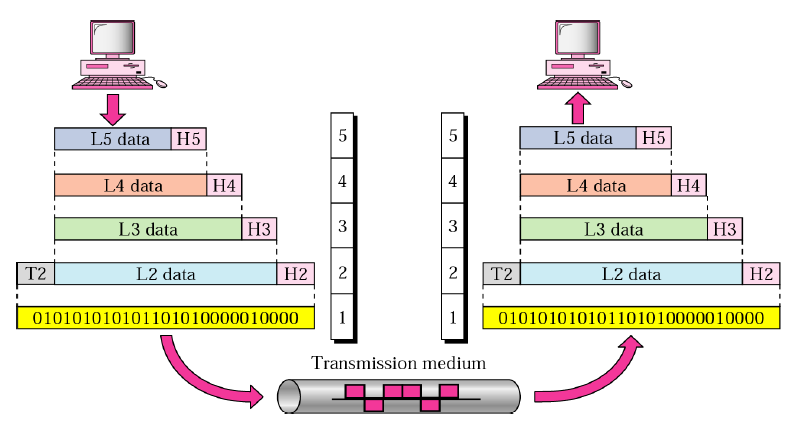 L5 data H5 5 5 L5 data H5
L4 data H4 4 4 L4 data H4
L3 data H3 3 3 L3 data H3
T2 L2 data H2 2 2 T2 L2 data H2
010101010101101010000010000 1 1 010101010101101010000010000
Transmission medium